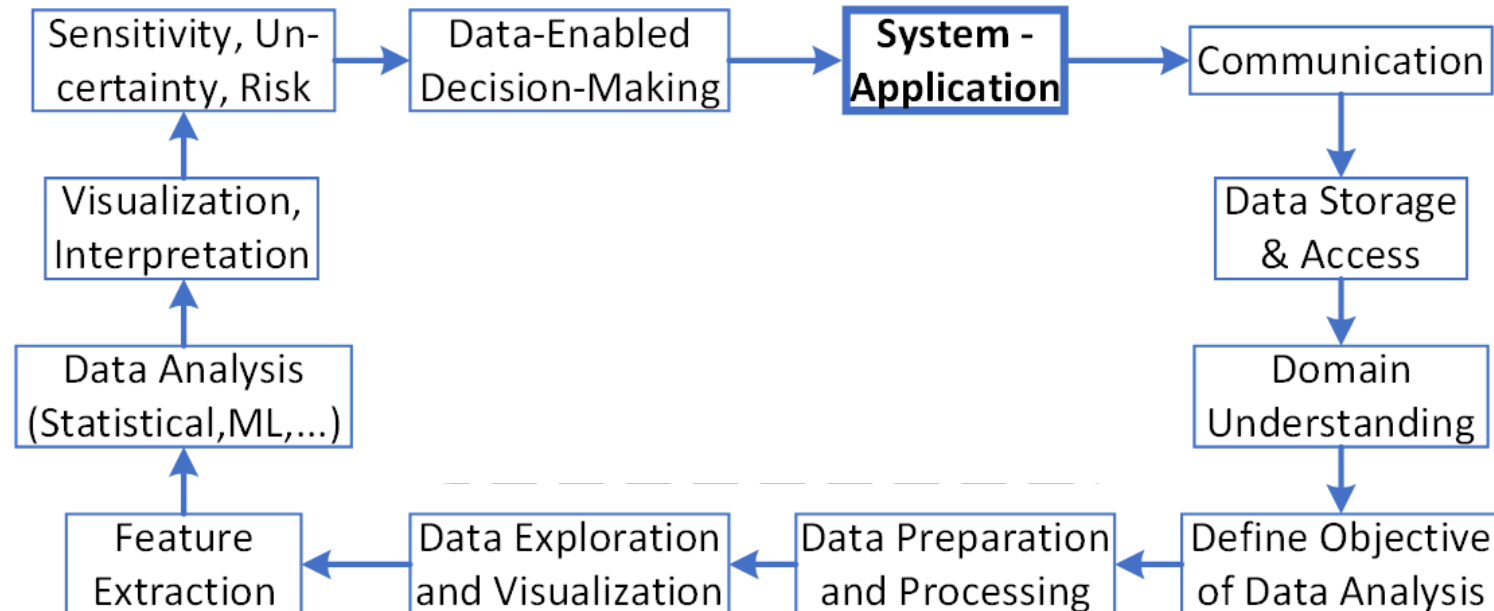 Sensitivity, Un-
certainty, Risk
Data-Enabled
Decision-Making
System -
Application
Communication
Data Storage
& Access
Domain
Understanding
Define Objective
of Data Analysis
Data Preparation
and Processing
Data Exploration
and Visualization
Feature
Extraction
Data Analysis
(Statistical,ML,...)
Visualization,
Interpretation